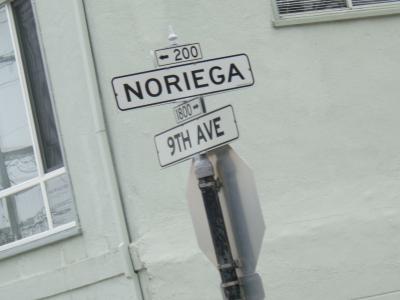 ← 200
NORIEGA
1800 →
9TH AVE